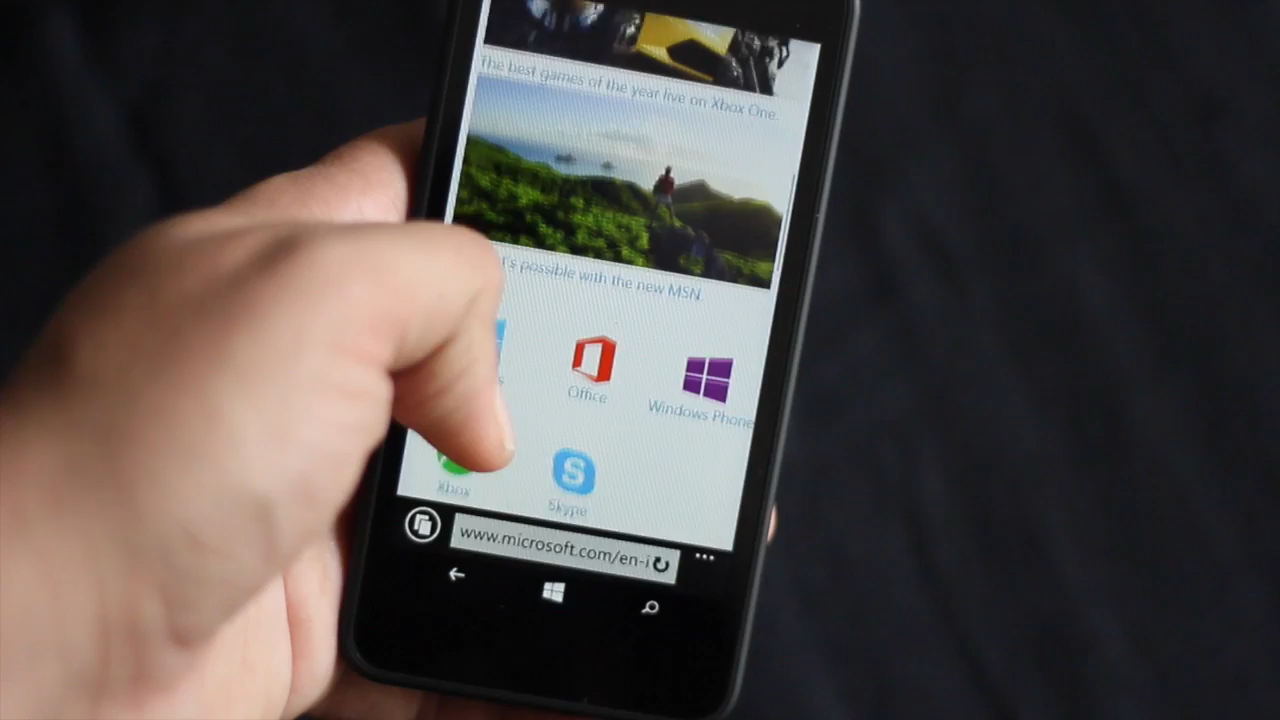 The best games of the year live on Xbox One.
's possible with the new MSN.
Office
Windows Phone
Xbox
Skype
www.microsoft.com/en-i